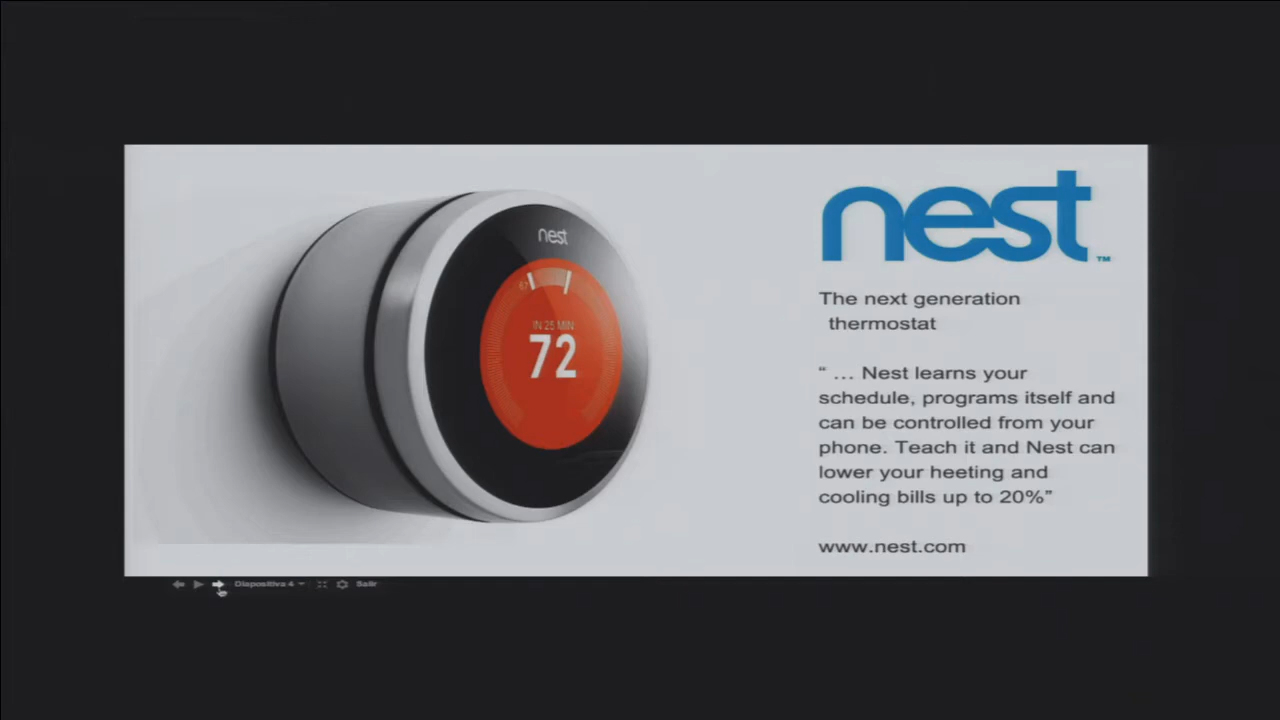 nest
67
IN 25 MIN
72
nest™
The next generation
thermostat
“ … Nest learns your
schedule, programs itself and
can be controlled from your
phone. Teach it and Nest can
lower your heeting and
cooling bills up to 20%”
www.nest.com
Diapositiva 4
Salir